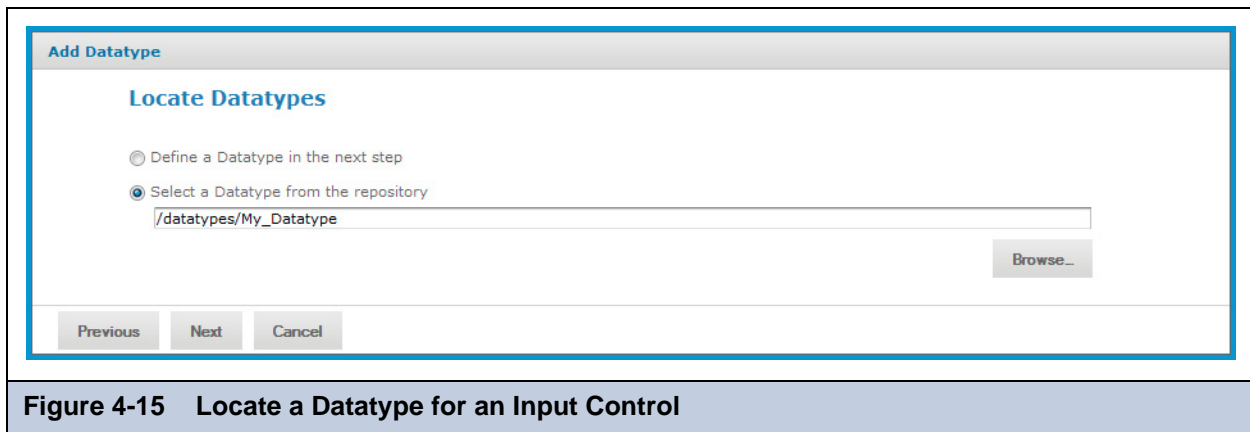 Add Datatype
Locate Datatypes
Define a Datatype in the next step
Select a Datatype from the repository
/datatypes/My_Datatype
Browse...
Previous Next Cancel
Figure 4-15 Locate a Datatype for an Input Control